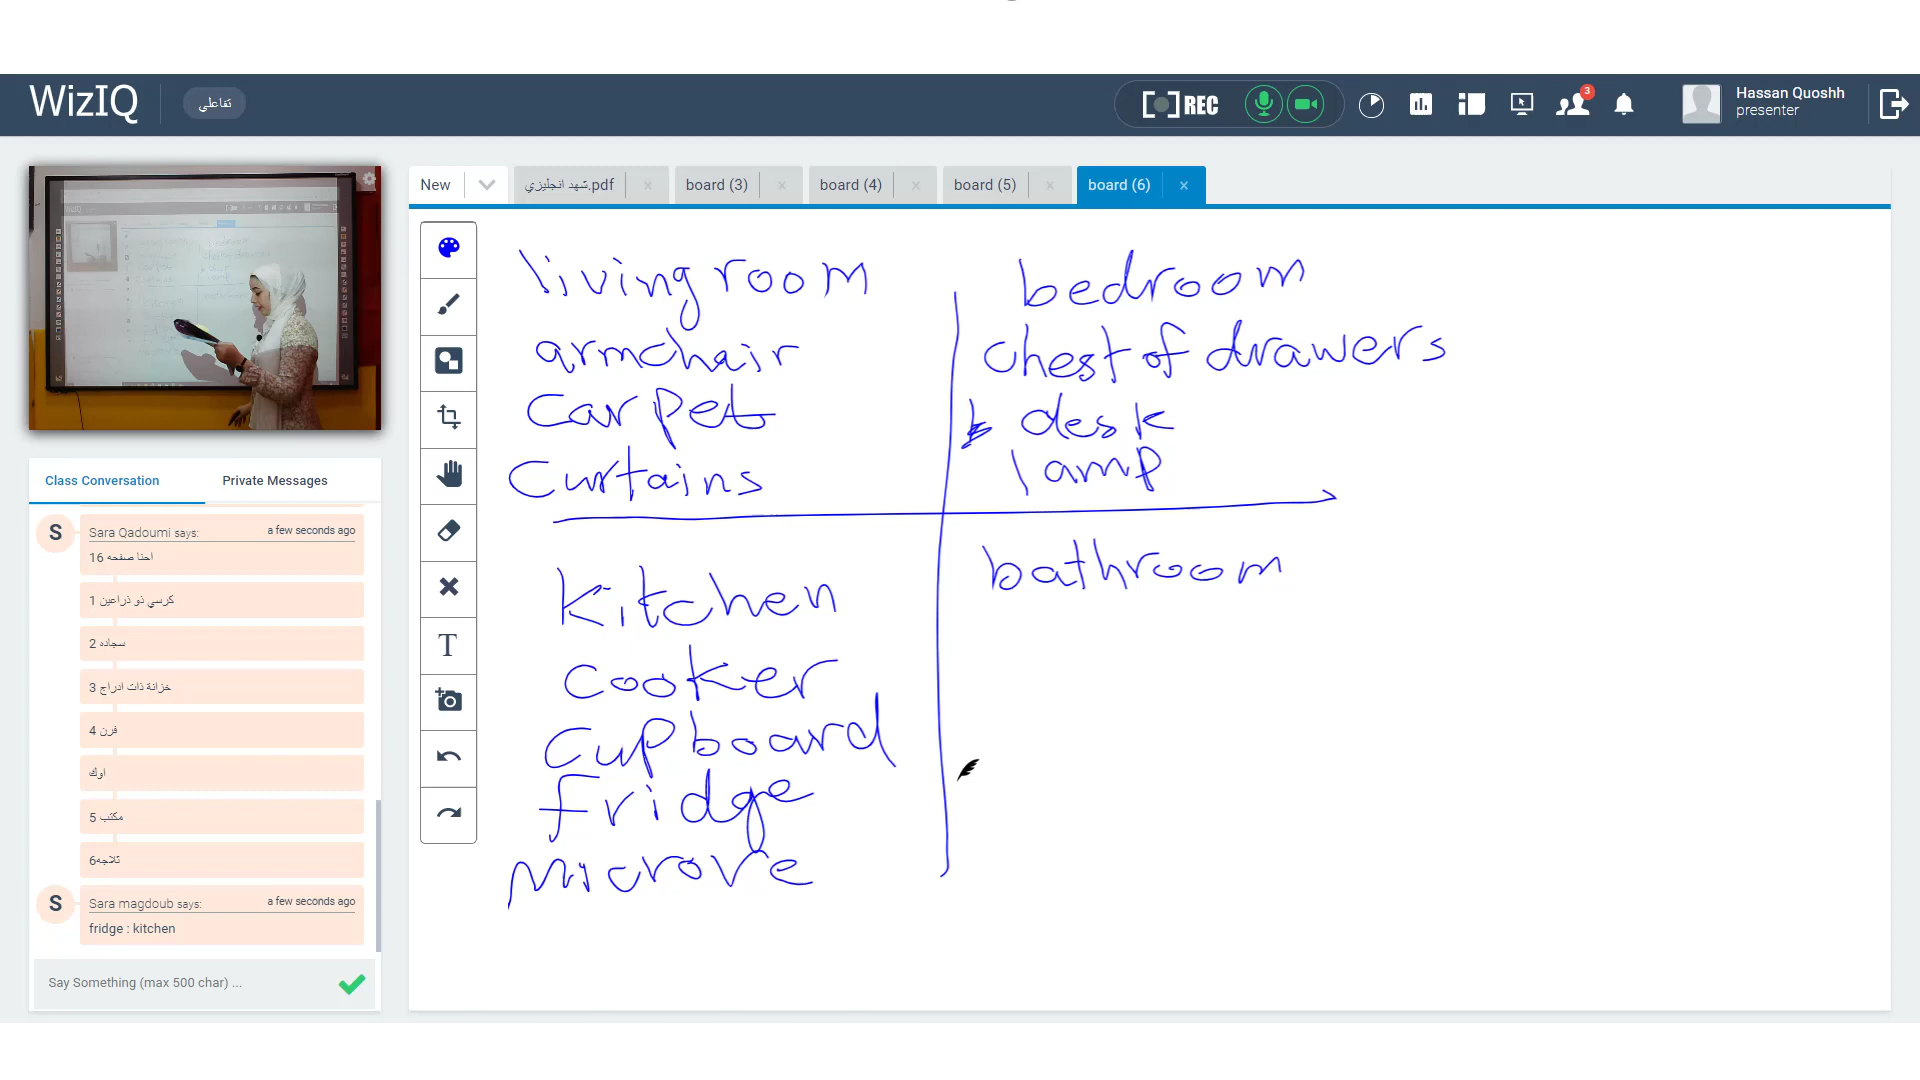 WizIQ
تفاعلي
REC
3
Hassan Quoshh
presenter
New
شهد انجليزي.pdf
board (3)
board (4)
board (5)
board (6)
living room
armchair
carpet
Curtains
bedroom
chest of drawers
desk
lamp
kitchen
cooker
cupboard
fridge
microve
bathroom
T
Class Conversation
Private Messages
S
Sara Qadoumi says:
a few seconds ago
احنا صفحه 16
كرسي ذو ذراعين 1
سجاده 2
خزانة ذات ادراج 3
فرن 4
اوك
مكتب 5
ثلاجه6
S
Sara magdoub says:
a few seconds ago
fridge : kitchen
Say Something (max 500 char) ...